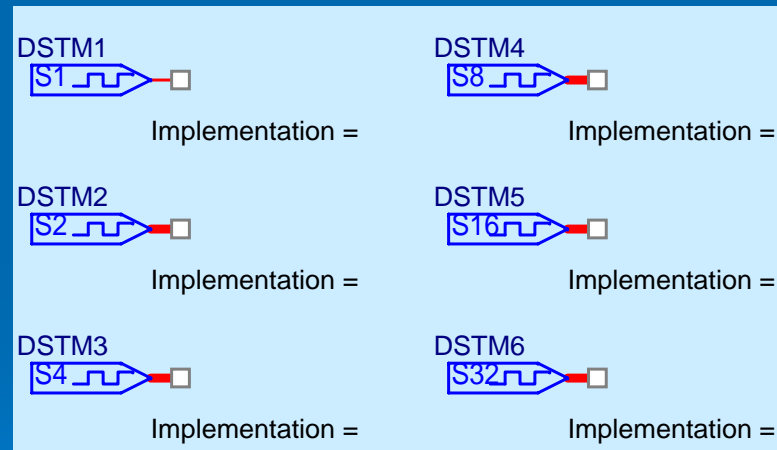 DSTM1
S1
Implementation =
DSTM2
S2
Implementation =
DSTM3
S4
Implementation =
DSTM4
S8
Implementation =
DSTM5
S16
Implementation =
DSTM6
S32
Implementation =